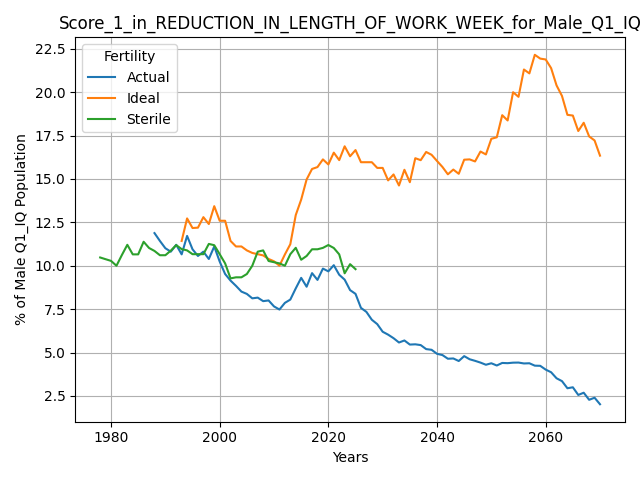 Score_1_in_REDUCTION_IN_LENGTH_OF_WORK_WEEK_for_Male_Q1_IQ
Fertility
Actual
Ideal
Sterile
% of Male Q1_IQ Population
22.5
20.0
17.5
15.0
12.5
10.0
7.5
5.0
2.5
1980 2000 2020 2040 2060
Years